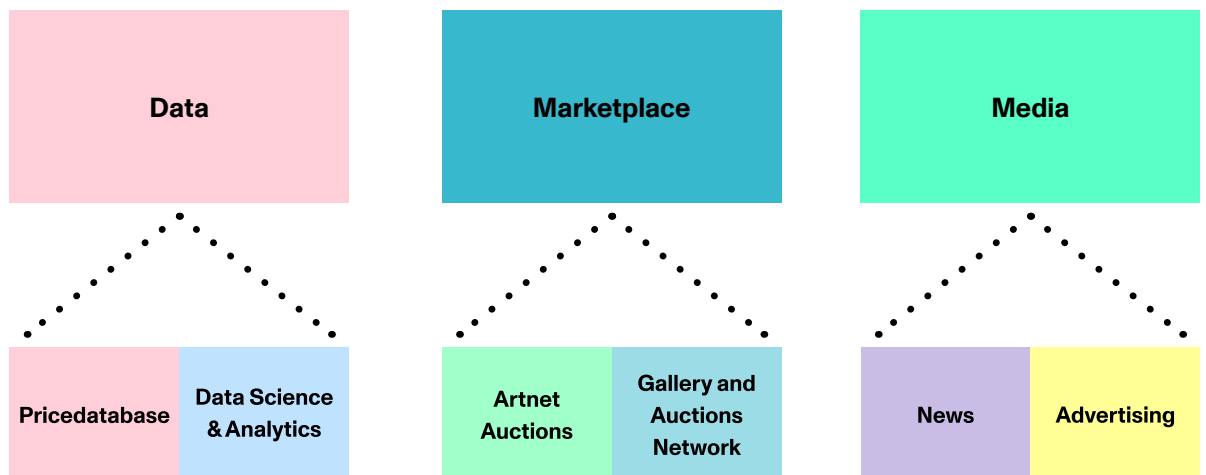 Data
Marketplace
Media
Pricedatabase
Data Science
& Analytics
Artnet
Auctions
Gallery and
Auctions
Network
News
Advertising